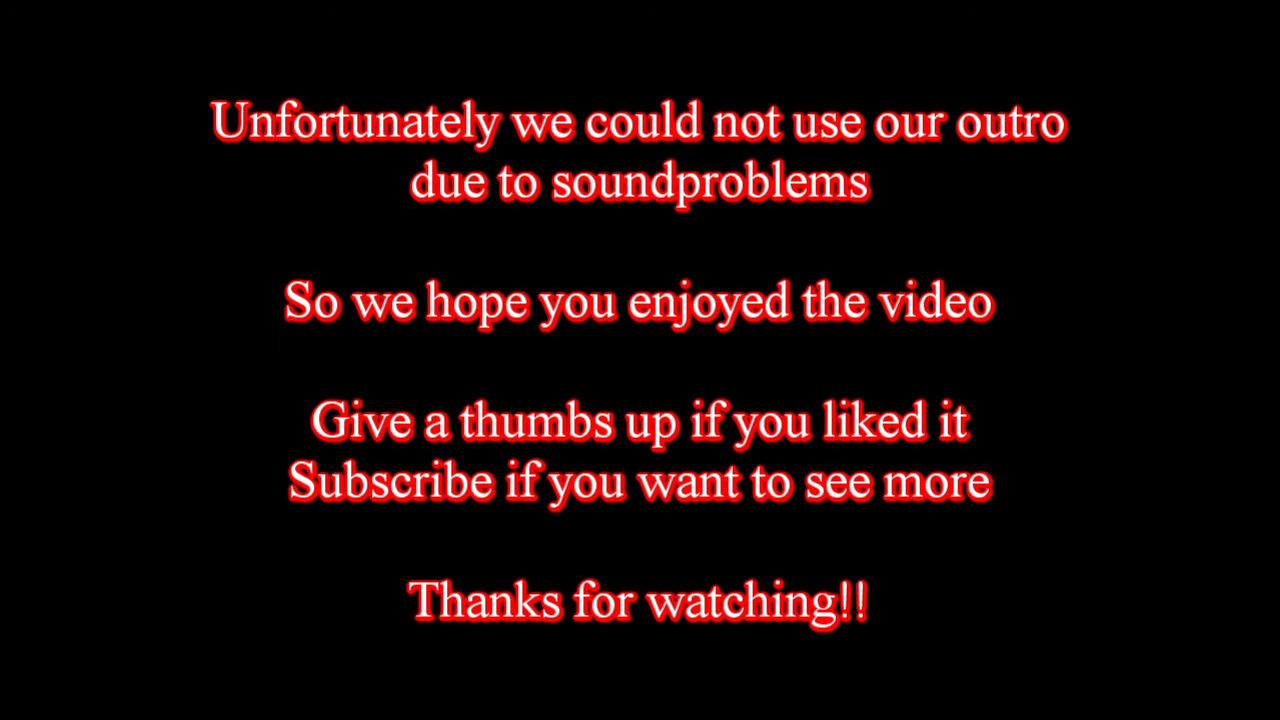 Unfortunately we could not use our outro
due to soundproblems
So we hope you enjoyed the video
Give a thumbs up if you liked it
Subscribe if you want to see more
Thanks for watching!!